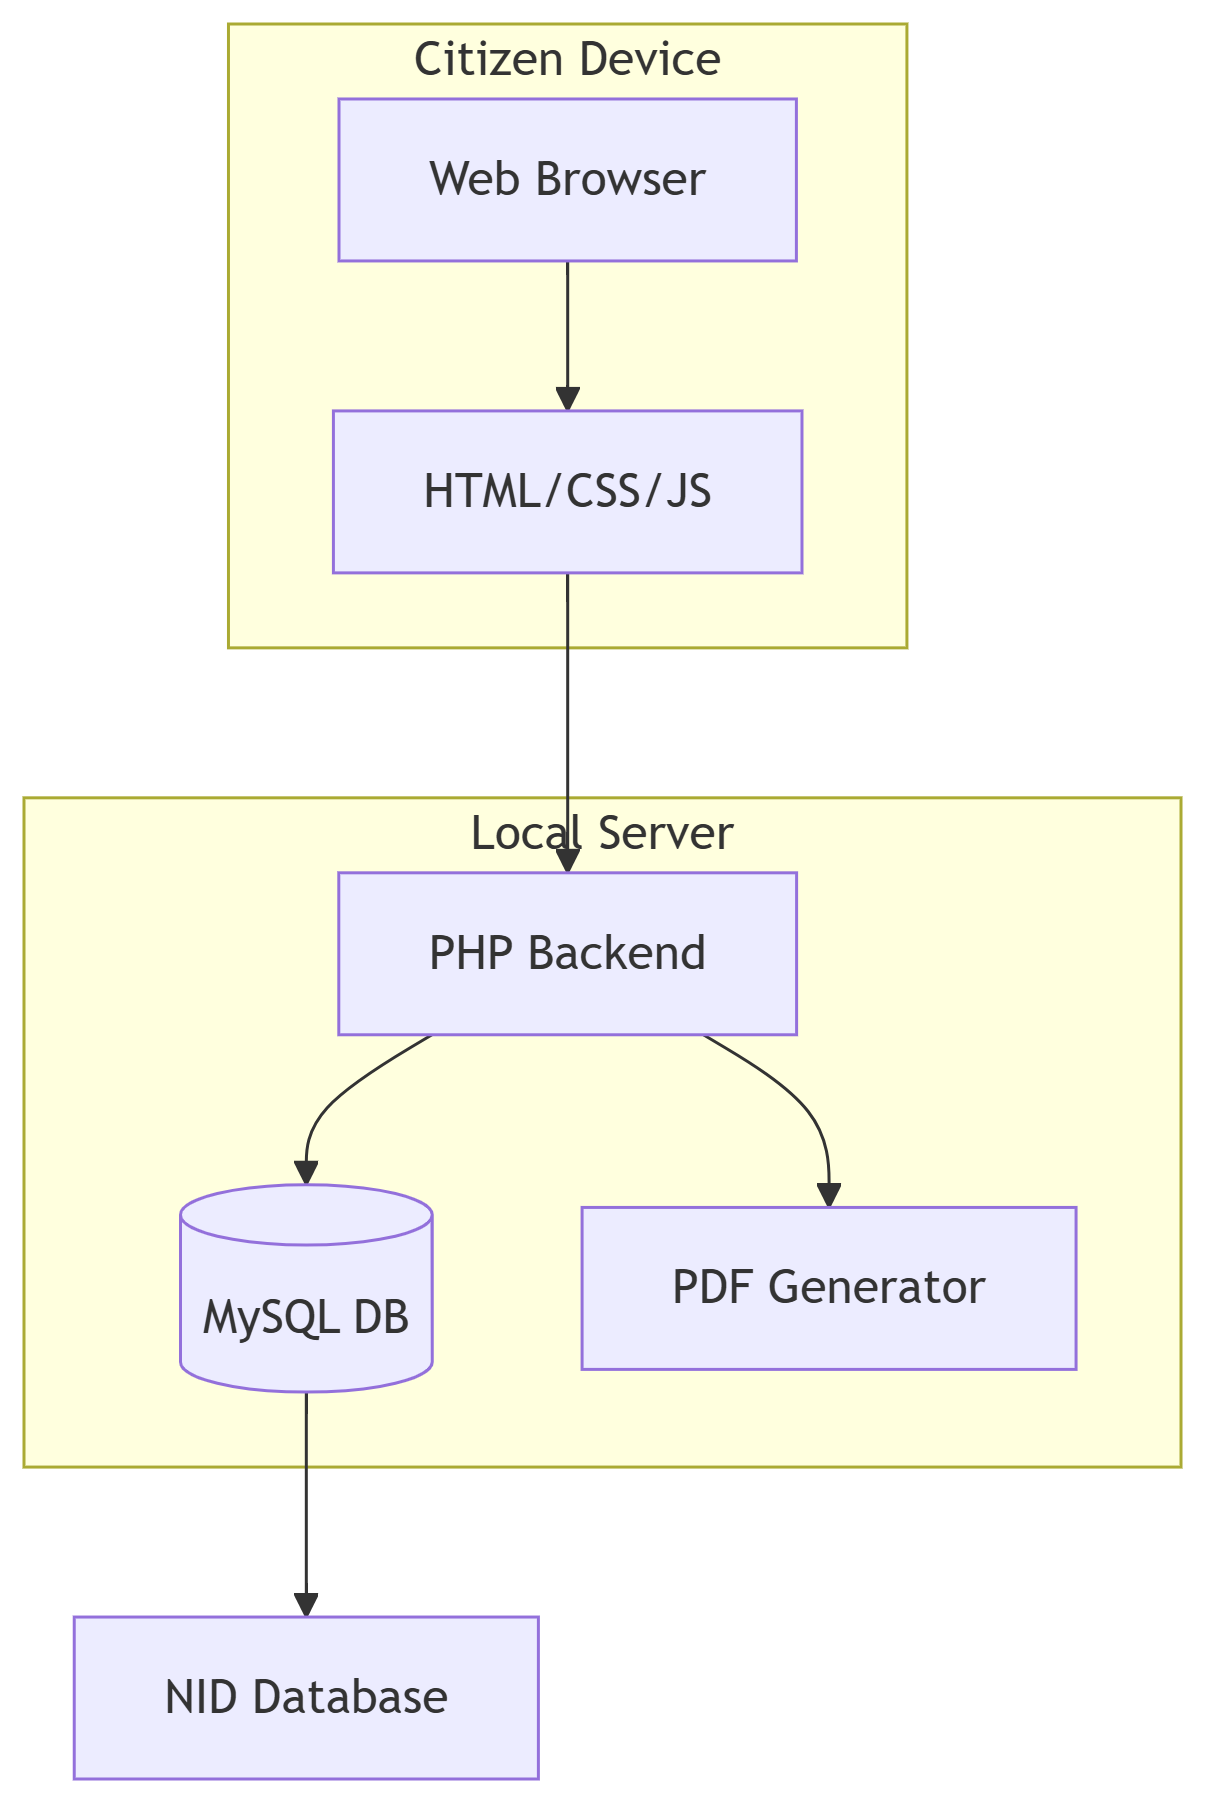 Citizen Device
Web Browser
HTML/CSS/JS
Local Server
PHP Backend
MySQL DB
PDF Generator
NID Database